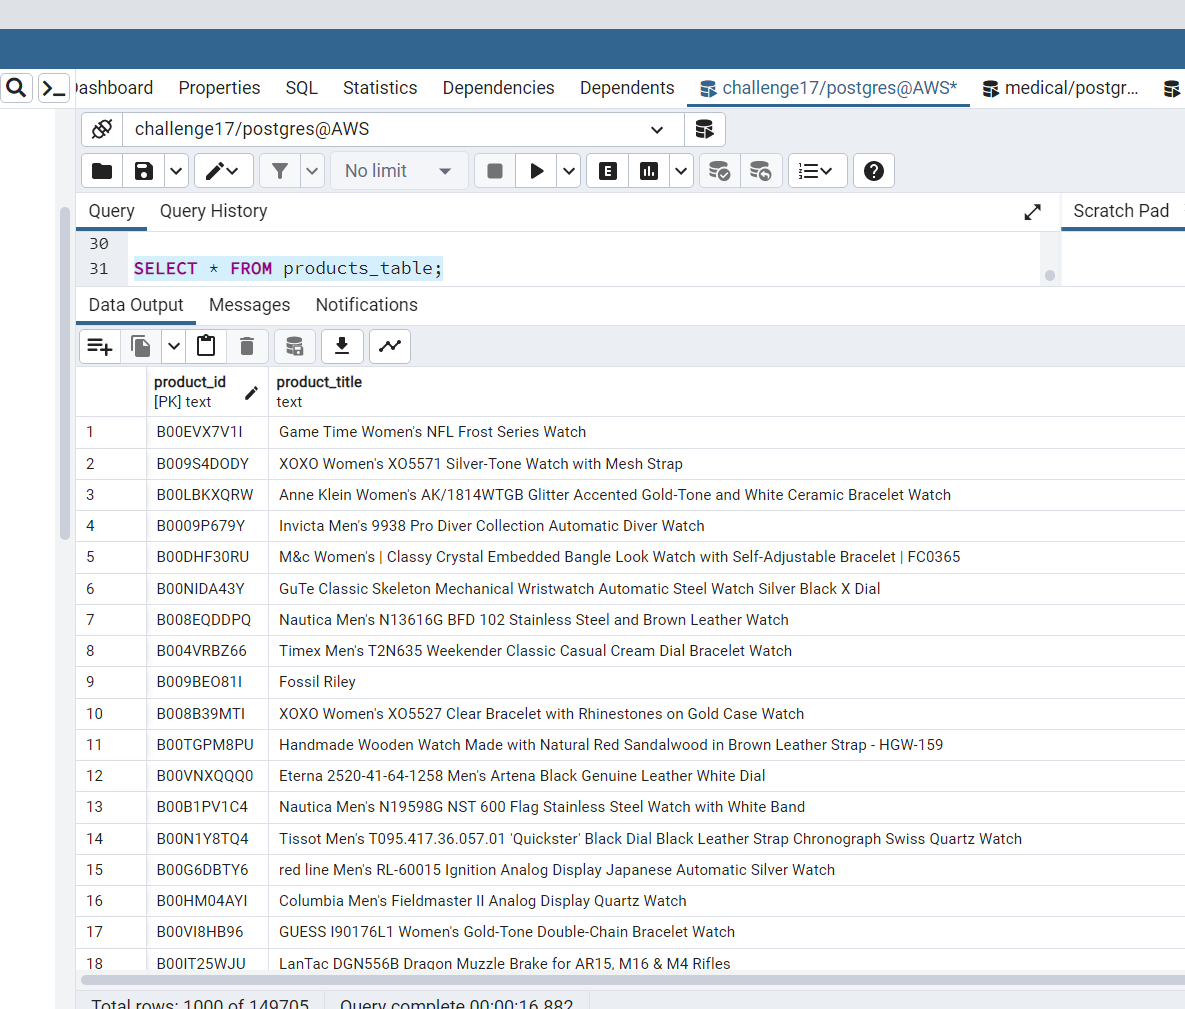 Dashboard Properties SQL Statistics Dependencies Dependents challenge17/postgres@AWS* medical/postgr...
challenge17/postgres@AWS
No limit E
Query Query History Scratch Pad
30
31 SELECT * FROM products_table;
Data Output Messages Notifications
product_id product_title
[PK] text text
1 B00EVX7V1I Game Time Women's NFL Frost Series Watch
2 B009S4DODY XOXO Women's XO5571 Silver-Tone Watch with Mesh Strap
3 B00LBKXQRW Anne Klein Women's AK/1814WTGB Glitter Accented Gold-Tone and White Ceramic Bracelet Watch
4 B0009P679Y Invicta Men's 9938 Pro Diver Collection Automatic Diver Watch
5 B00DHF30RU M&c Women's | Classy Crystal Embedded Bangle Look Watch with Self-Adjustable Bracelet | FC0365
6 B00NIDA43Y GuTe Classic Skeleton Mechanical Wristwatch Automatic Steel Watch Silver Black X Dial
7 B008EQDDPQ Nautica Men's N13616G BFD 102 Stainless Steel and Brown Leather Watch
8 B004VRBZ66 Timex Men's T2N635 Weekender Classic Casual Cream Dial Bracelet Watch
9 B009BEO81I Fossil Riley
10 B008B39MTI XOXO Women's XO5527 Clear Bracelet with Rhinestones on Gold Case Watch
11 B00TGPM8PU Handmade Wooden Watch Made with Natural Red Sandalwood in Brown Leather Strap - HGW-159
12 B00VNXQQQ0 Eterna 2520-41-64-1258 Men's Artena Black Genuine Leather White Dial
13 B00B1PV1C4 Nautica Men's N19598G NST 600 Flag Stainless Steel Watch with White Band
14 B00N1Y8TQ4 Tissot Men's T095.417.36.057.01 'Quickster' Black Dial Black Leather Strap Chronograph Swiss Quartz Watch
15 B00G6DBTY6 red line Men's RL-60015 Ignition Analog Display Japanese Automatic Silver Watch
16 B00HM04AYI Columbia Men's Fieldmaster II Analog Display Quartz Watch
17 B00VI8HB96 GUESS I90176L1 Women's Gold-Tone Double-Chain Bracelet Watch
18 B00IT25WJU LanTac DGN556B Dragon Muzzle Brake for AR15, M16 & M4 Rifles
Total rows: 1000 of 149705 Query complete 00:00:16.882